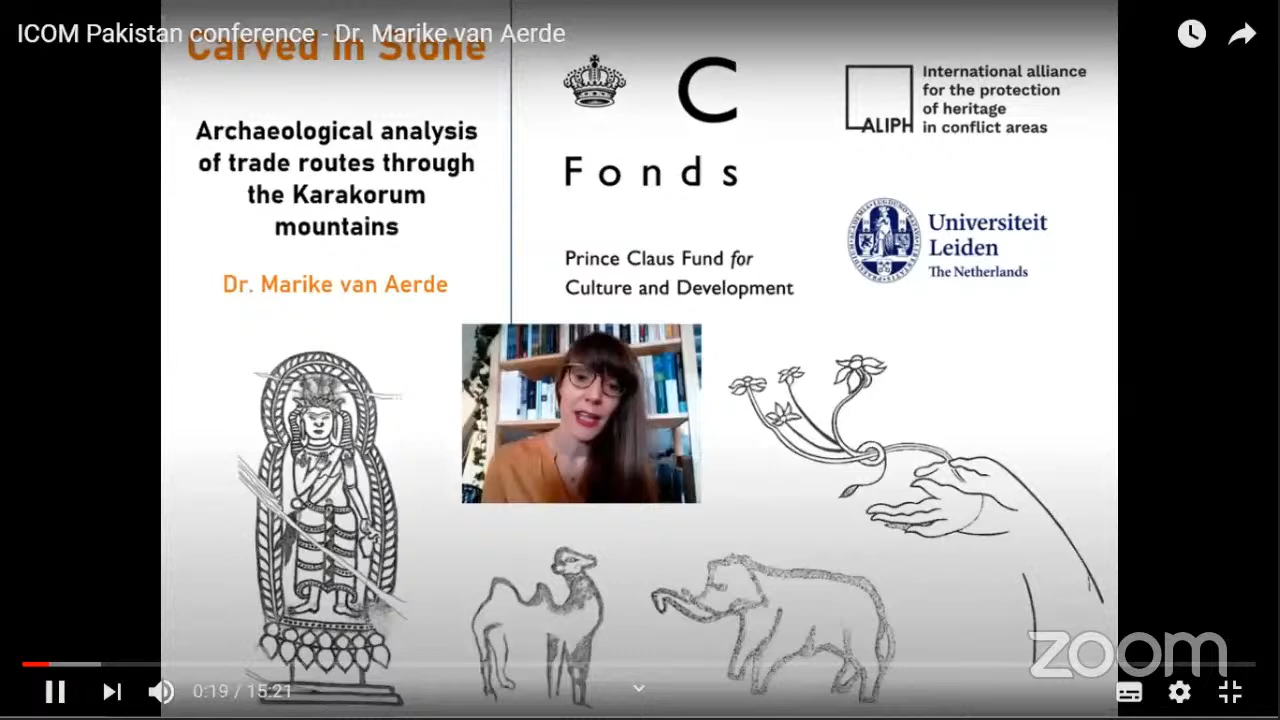 ICOM Pakistan conference - Dr. Marike van Aerde
Carved in Stone
Archaeological analysis
of trade routes through
the Karakorum
mountains
Dr. Marike van Aerde
C
Fonds
Prince Claus Fund for
Culture and Development
ALIPH
International alliance
for the protection
of heritage
in conflict areas
Universiteit
Leiden
The Netherlands
zoom
0:19 / 15:21